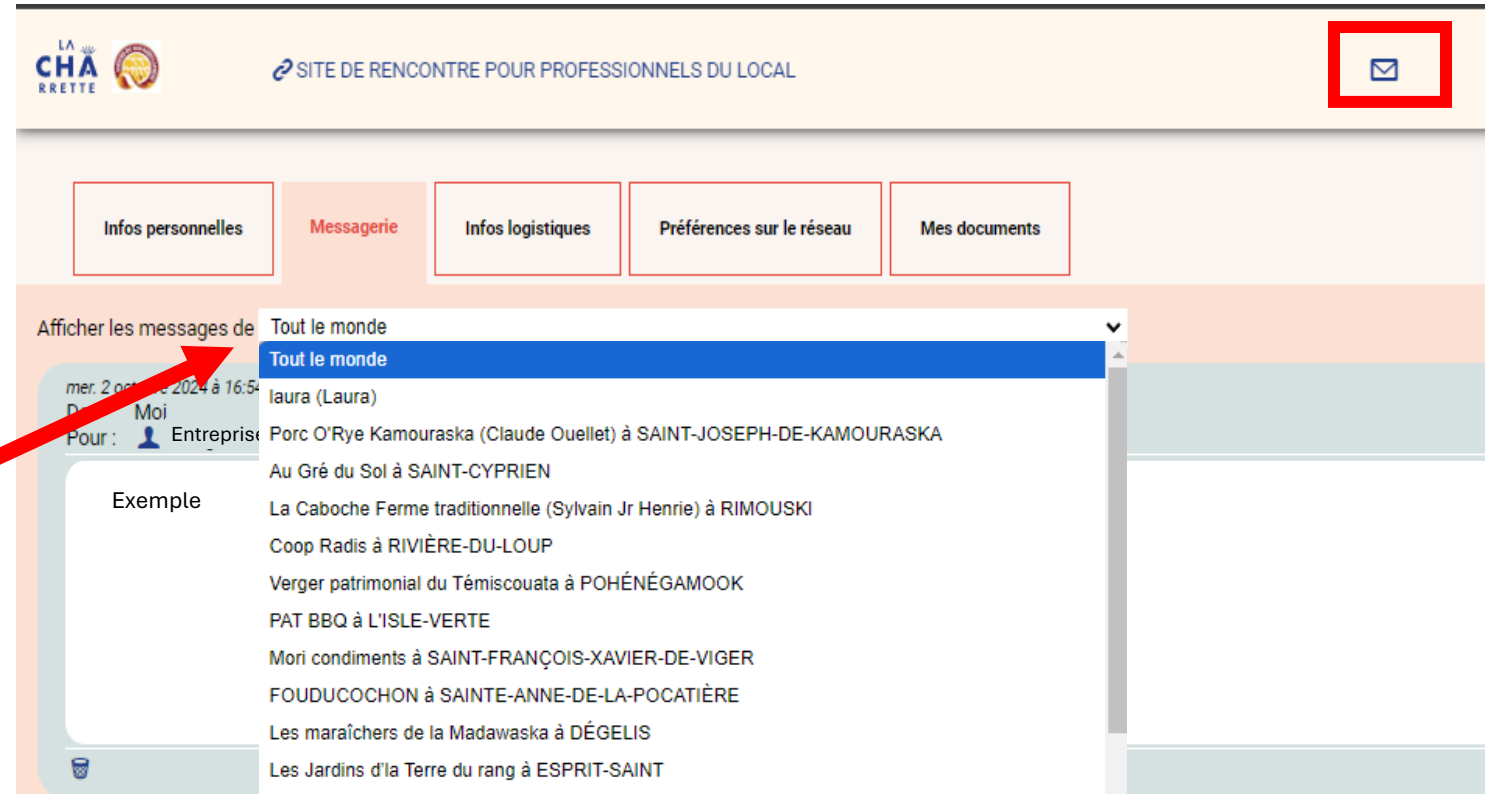 LA
CHÂ
RRETTE
SITE DE RENCONTRE POUR PROFESSIONNELS DU LOCAL
Infos personnelles
Messagerie
Infos logistiques
Préférences sur le réseau
Mes documents
Afficher les messages de Tout le monde
Tout le monde
mer. 2 octobre 2024 à 16:54
laura (Laura)
Moi
Pour : Entreprise
Porc O'Rye Kamouraska (Claude Ouellet) à SAINT-JOSEPH-DE-KAMOURASKA
Au Gré du Sol à SAINT-CYPRIEN
Exemple
La Caboche Ferme traditionnelle (Sylvain Jr Henrie) à RIMOUSKI
Coop Radis à RIVIÈRE-DU-LOUP
Verger patrimonial du Témiscouata à POHÉNÉGAMOOK
PAT BBQ à L'ISLE-VERTE
Mori condiments à SAINT-FRANÇOIS-XAVIER-DE-VIGER
FOUDUCOCHON à SAINTE-ANNE-DE-LA-POCATIÈRE
Les maraîchers de la Madawaska à DÉGELIS
Les Jardins d'la Terre du rang à ESPRIT-SAINT